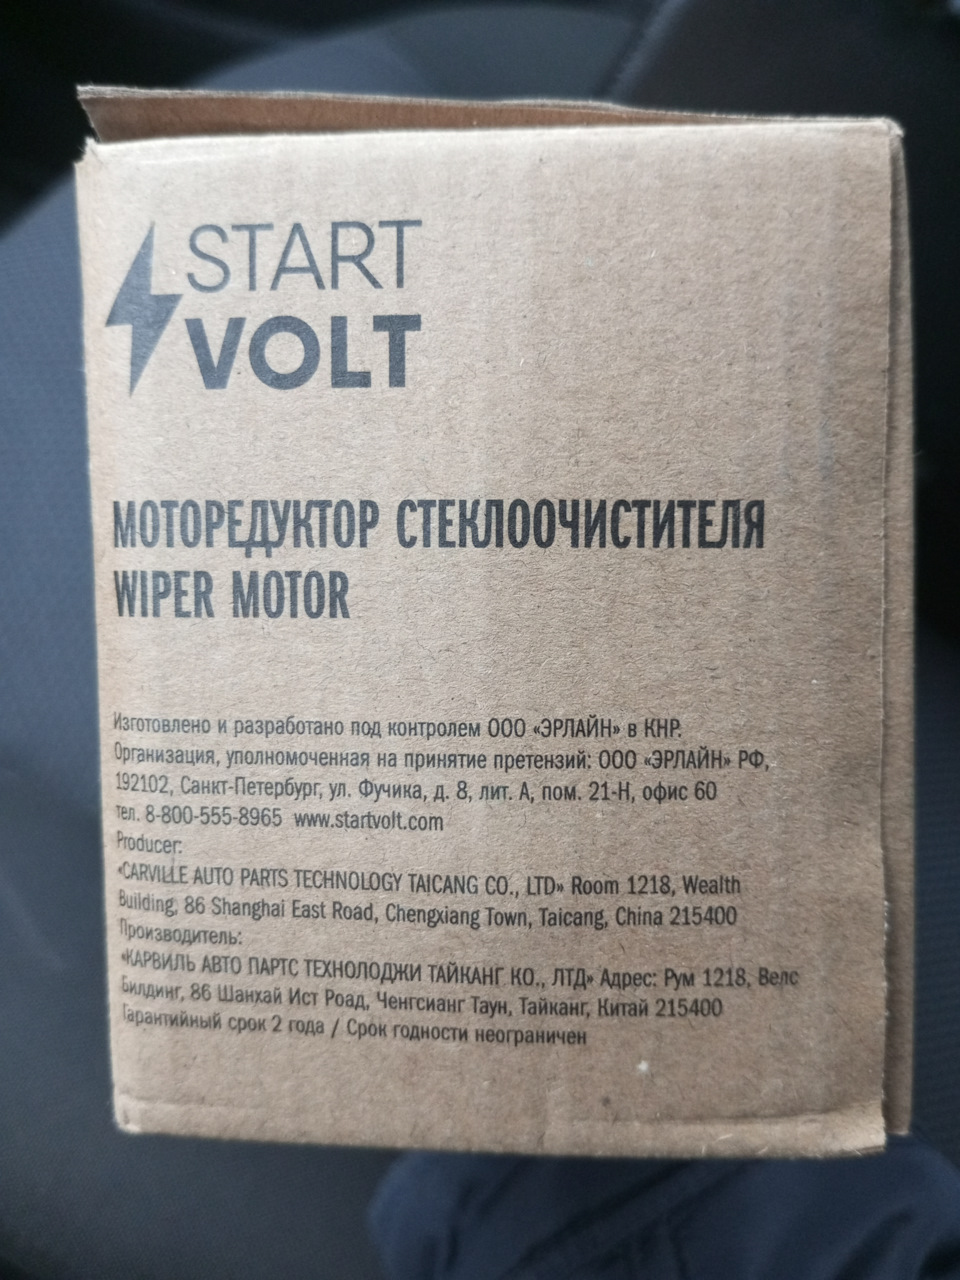 START
VOLT
МОТОРЕДУКТОР СТЕКЛООЧИСТИТЕЛЯ
WIPER MOTOR
Изготовлено и разработано под контролем ООО «ЭРЛАЙН» в КНР.
Организация, уполномоченная на принятие претензий: ООО «ЭРЛАЙН» РФ,
192102, Санкт-Петербург, ул. Фучика, д. 8, лит. А, пом. 21-Н, офис 60
тел. 8-800-555-8965 www.startvolt.com
Producer:
«CARVILLE AUTO PARTS TECHNOLOGY TAICANG CO., LTD» Room 1218, Wealth
Building, 86 Shanghai East Road, Chengxiang Town, Taicang, China 215400
Производитель:
«КАРВИЛЬ АВТО ПАРТС ТЕХНОЛОДЖИ ТАЙКАНГ КО., ЛТД» Адрес: Рум 1218, Велс
Билдинг, 86 Шанхай Ист Роад, Ченгсианг Таун, Тайканг, Китай 215400
Гарантийный срок 2 года / Срок годности неограничен